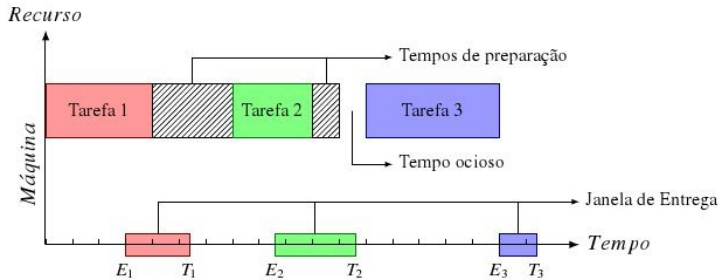 Recurso
Tempos de preparação
Tarefa 1
Tarefa 2
Tarefa 3
Máquina
Tempo ocioso
Janela de Entrega
Tempo
E₁ T₁ E₂ T₂ E₃ T₃